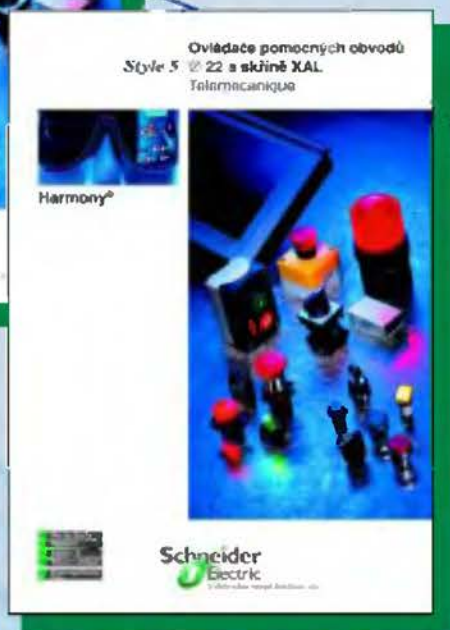 Ovládače pomocných obvodů
Style 5 Ø 22 a skříně XAL
Telemecanique
Harmony®
Schneider
Electric